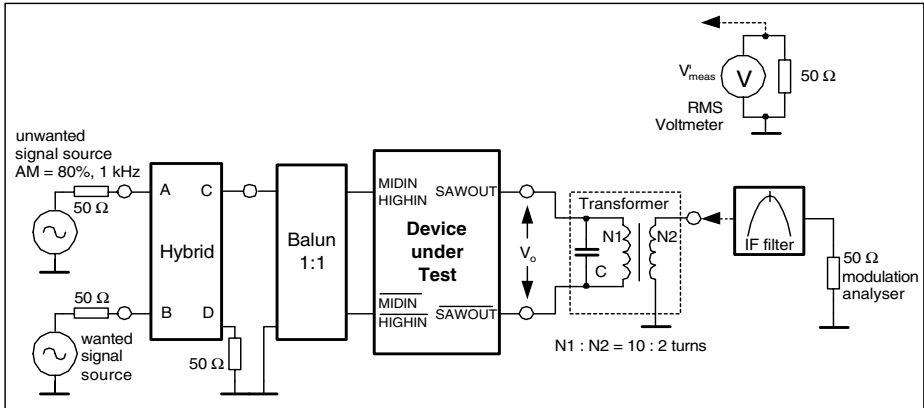 V'meas
50 Ω
V
RMS
Voltmeter
unwanted
signal source
AM = 80%, 1 kHz
50 Ω
A
C
Hybrid
B
D
50 Ω
wanted
signal
source
50 Ω
Balun
1:1
MIDIN
HIGHIN
SAWOUT
Device
under
Test
MIDIN
HIGHIN
SAWOUT
Vo
Transformer
N1
N2
C
N1 : N2 = 10 : 2 turns
IF filter
50 Ω
modulation
analyser